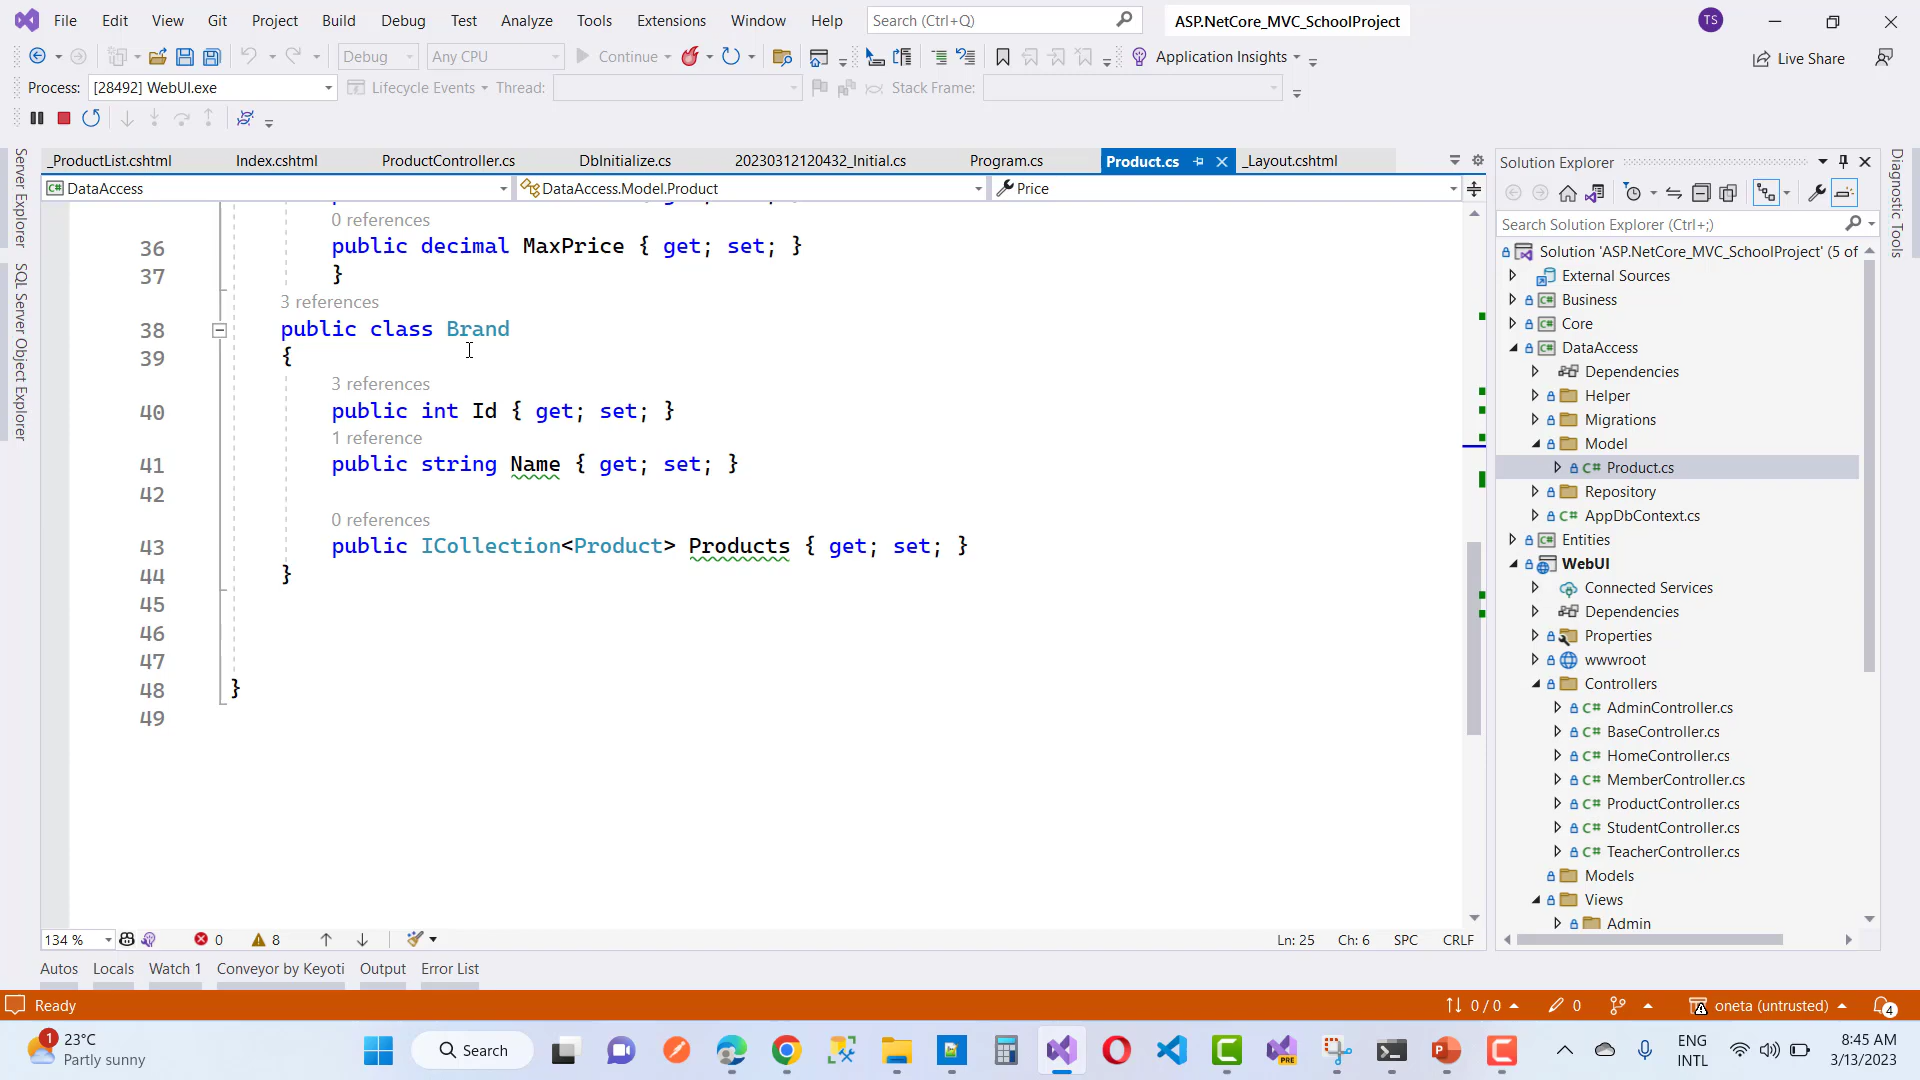 File Edit View Git Project Build Debug Test Analyze Tools Extensions Window Help Search (Ctrl+Q) ASP.NetCore_MVC_SchoolProject TS
Debug Any CPU Continue Application Insights Live Share
Process: [28492] WebUI.exe Lifecycle Events Thread: Stack Frame:
_ProductList.cshtml Index.cshtml ProductController.cs DbInitialize.cs 20230312120432_Initial.cs Program.cs Product.cs _Layout.cshtml
DataAccess DataAccess.Model.Product Price
0 references
36 public decimal MaxPrice { get; set; }
37 }
3 references
38 public class Brand
39 {
3 references
40 public int Id { get; set; }
1 reference
41 public string Name { get; set; }
42
0 references
43 public ICollection<Product> Products { get; set; }
44 }
45
46
47
48 }
49
134 % 0 8 Ln: 25 Ch: 6 SPC CRLF
Autos Locals Watch 1 Conveyor by Keyoti Output Error List
Server Explorer
SQL Server Object Explorer
Solution Explorer
Search Solution Explorer (Ctrl+;)
Solution 'ASP.NetCore_MVC_SchoolProject' (5 of
External Sources
Business
C# Core
C# DataAccess
Dependencies
Helper
Migrations
Model
C# Product.cs
Repository
C# AppDbContext.cs
C# Entities
WebUI
Connected Services
Dependencies
Properties
wwwroot
Controllers
C# AdminController.cs
C# BaseController.cs
C# HomeController.cs
C# MemberController.cs
C# ProductController.cs
C# StudentController.cs
C# TeacherController.cs
Models
Views
Admin
Diagnostic Tools
Ready 0 / 0 0 oneta (untrusted) 4
1 23°C
Partly sunny
Search
PRE
ENG
INTL
8:45 AM
3/13/2023